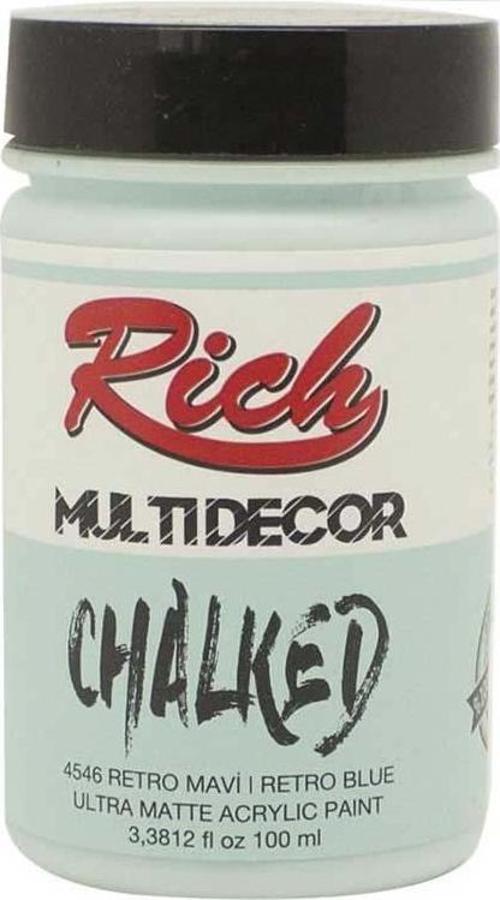 Rich
MULTIDECOR
CHALKED
4546 RETRO MAVİ | RETRO BLUE
ULTRA MATTE ACRYLIC PAINT
3,3812 fl oz 100 ml